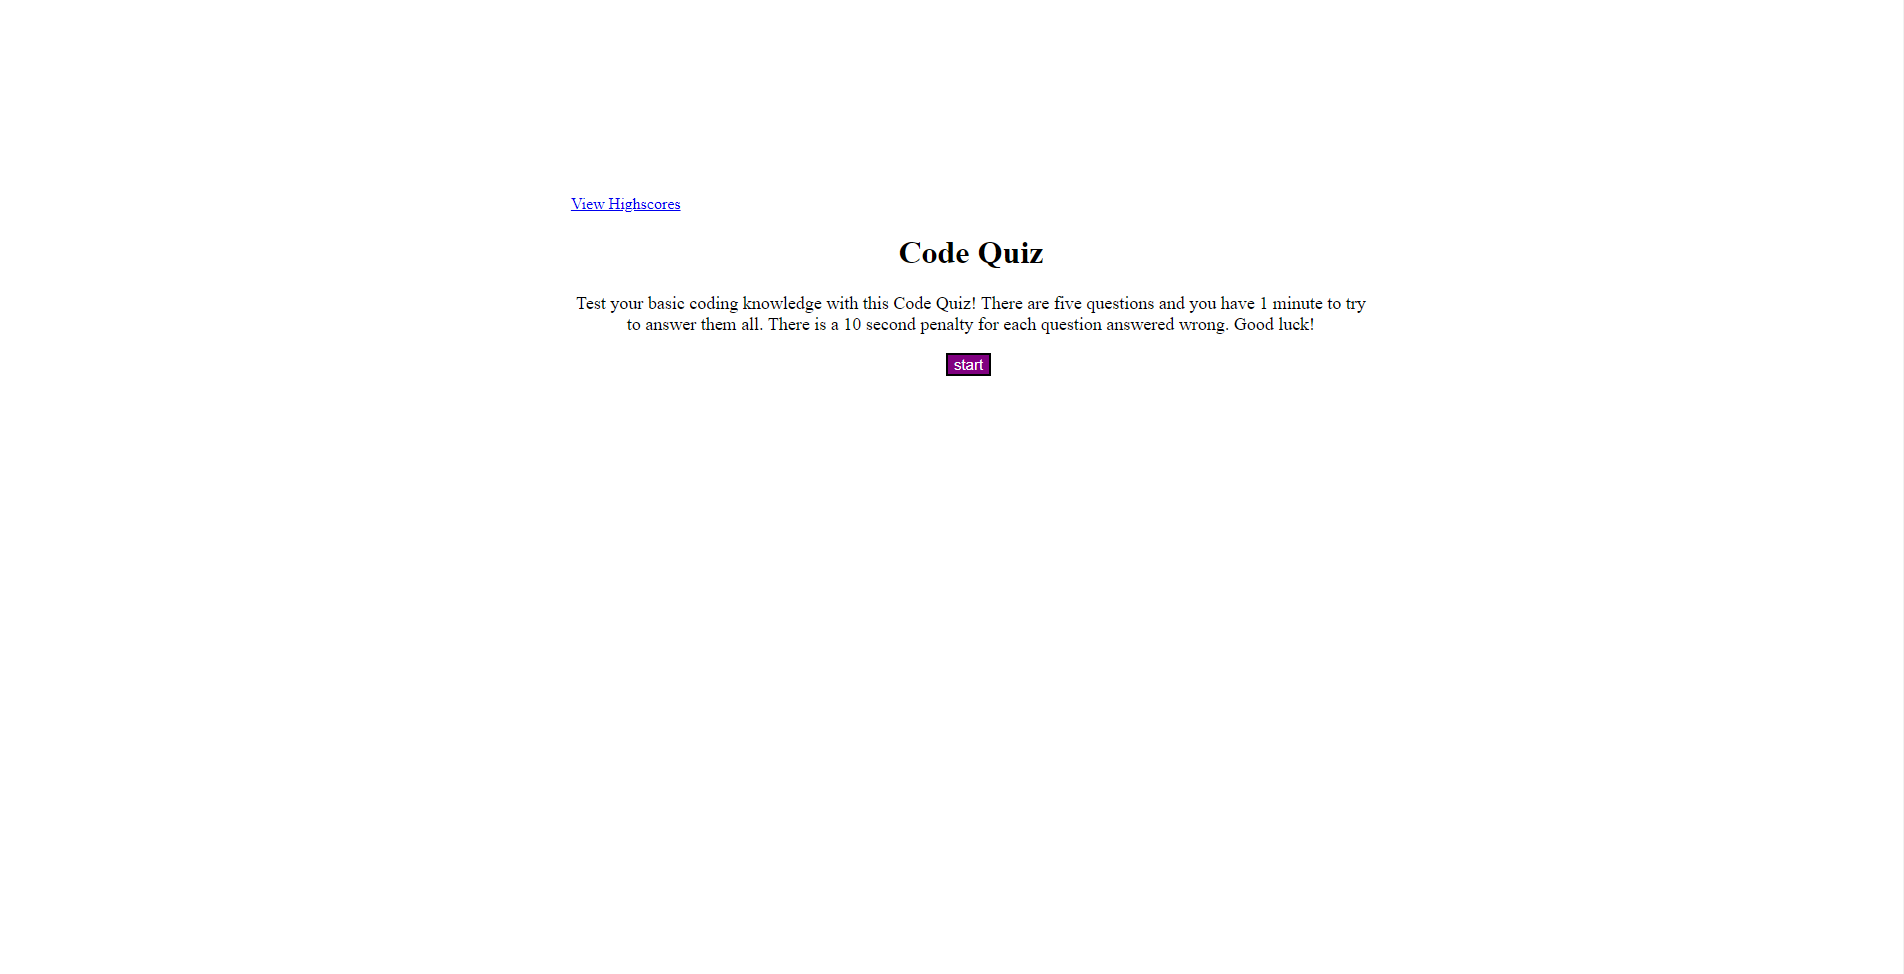 View Highscores
Code Quiz
Test your basic coding knowledge with this Code Quiz! There are five questions and you have 1 minute to try
to answer them all. There is a 10 second penalty for each question answered wrong. Good luck!
start